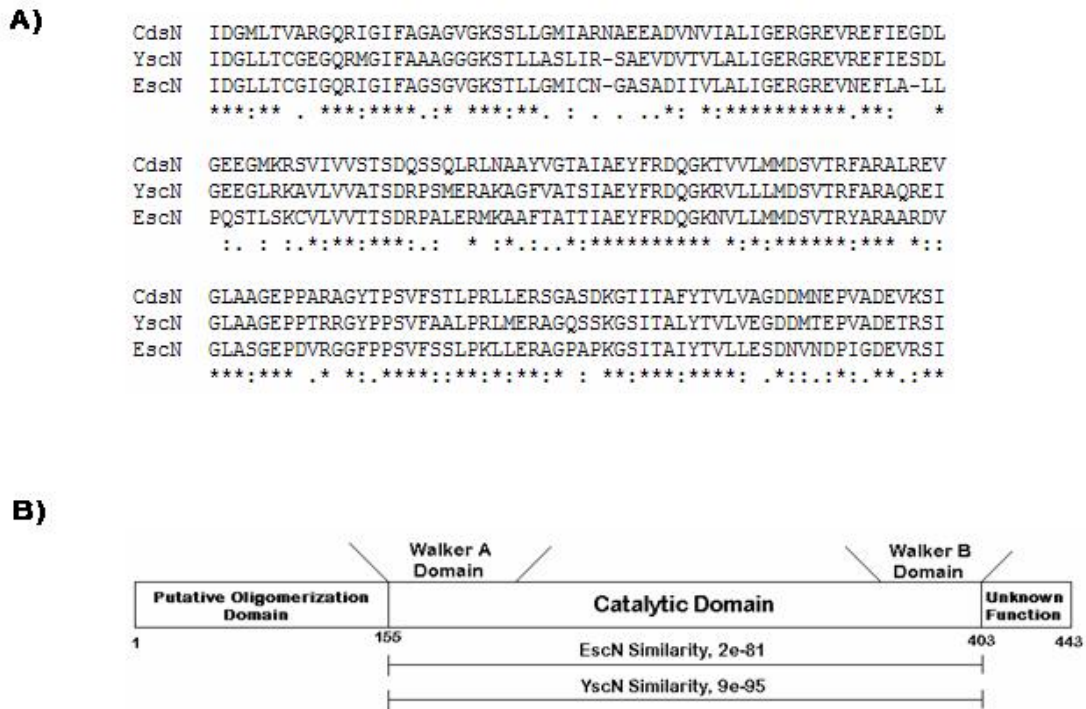 A)
CdsN IDGMLTVARGQRIGIFAGAGVGKSSLLGMIARNAEEADVNVIALIGERGREVREFIEGDL
YscN IDGLLTCGEGQRMGIFAAAGGGKSTLLASLIR-SAEVDVTVLALIGERGREVREFIESDL
EscN IDGLLTCGIGQRIGIFAGSGVGKSTLLGMICN-GASADIIVLALIGERGREVNEFLA-LL
***:** . ***:****.:* ***:**. : . . ..*: *:**********.**: *
CdsN GEEGMKRSVIVVSTSDQSSQLRLNAAYVGTAIAEYFRDQGKTVVLMMDSVTRFARALREV
YscN GEEGLRKAVLVVATSDRPSMERAKAGFVATSIAEYFRDQGKRVLLLMDSVTRFARAQREI
EscN PQSTLSKCVLVVTTSDRPALERMKAAFTATTIAEYFRDQGKNVLLMMDSVTRYARAARDV
:. : :.*:**:***:.: * :*.:..*:********** *:*:******:*** *::
CdsN GLAAGEPPARAGYTPSVFSTLPRLLERSGASDKGTITAFYTVLVAGDDMNEPVADEVKSI
YscN GLAAGEPPTRRGYPPSVFAALPRLMERAGQSSKGSITALYTVLVEGDDMTEPVADETRSI
EscN GLASGEPDVRGGFPPSVFSSLPKLLERAGPAPKGSITAIYTVLLESDNVNDPIGDEVRSI
***:*** .* *:.****::**:*:**:* : **:***:****: .*::.:*:.**.:**
B)
Walker A
Domain
Walker B
Domain
Putative Oligomerization
Domain
Catalytic Domain
Unknown
Function
1 155 403 443
EscN Similarity, 2e-81
YscN Similarity, 9e-95